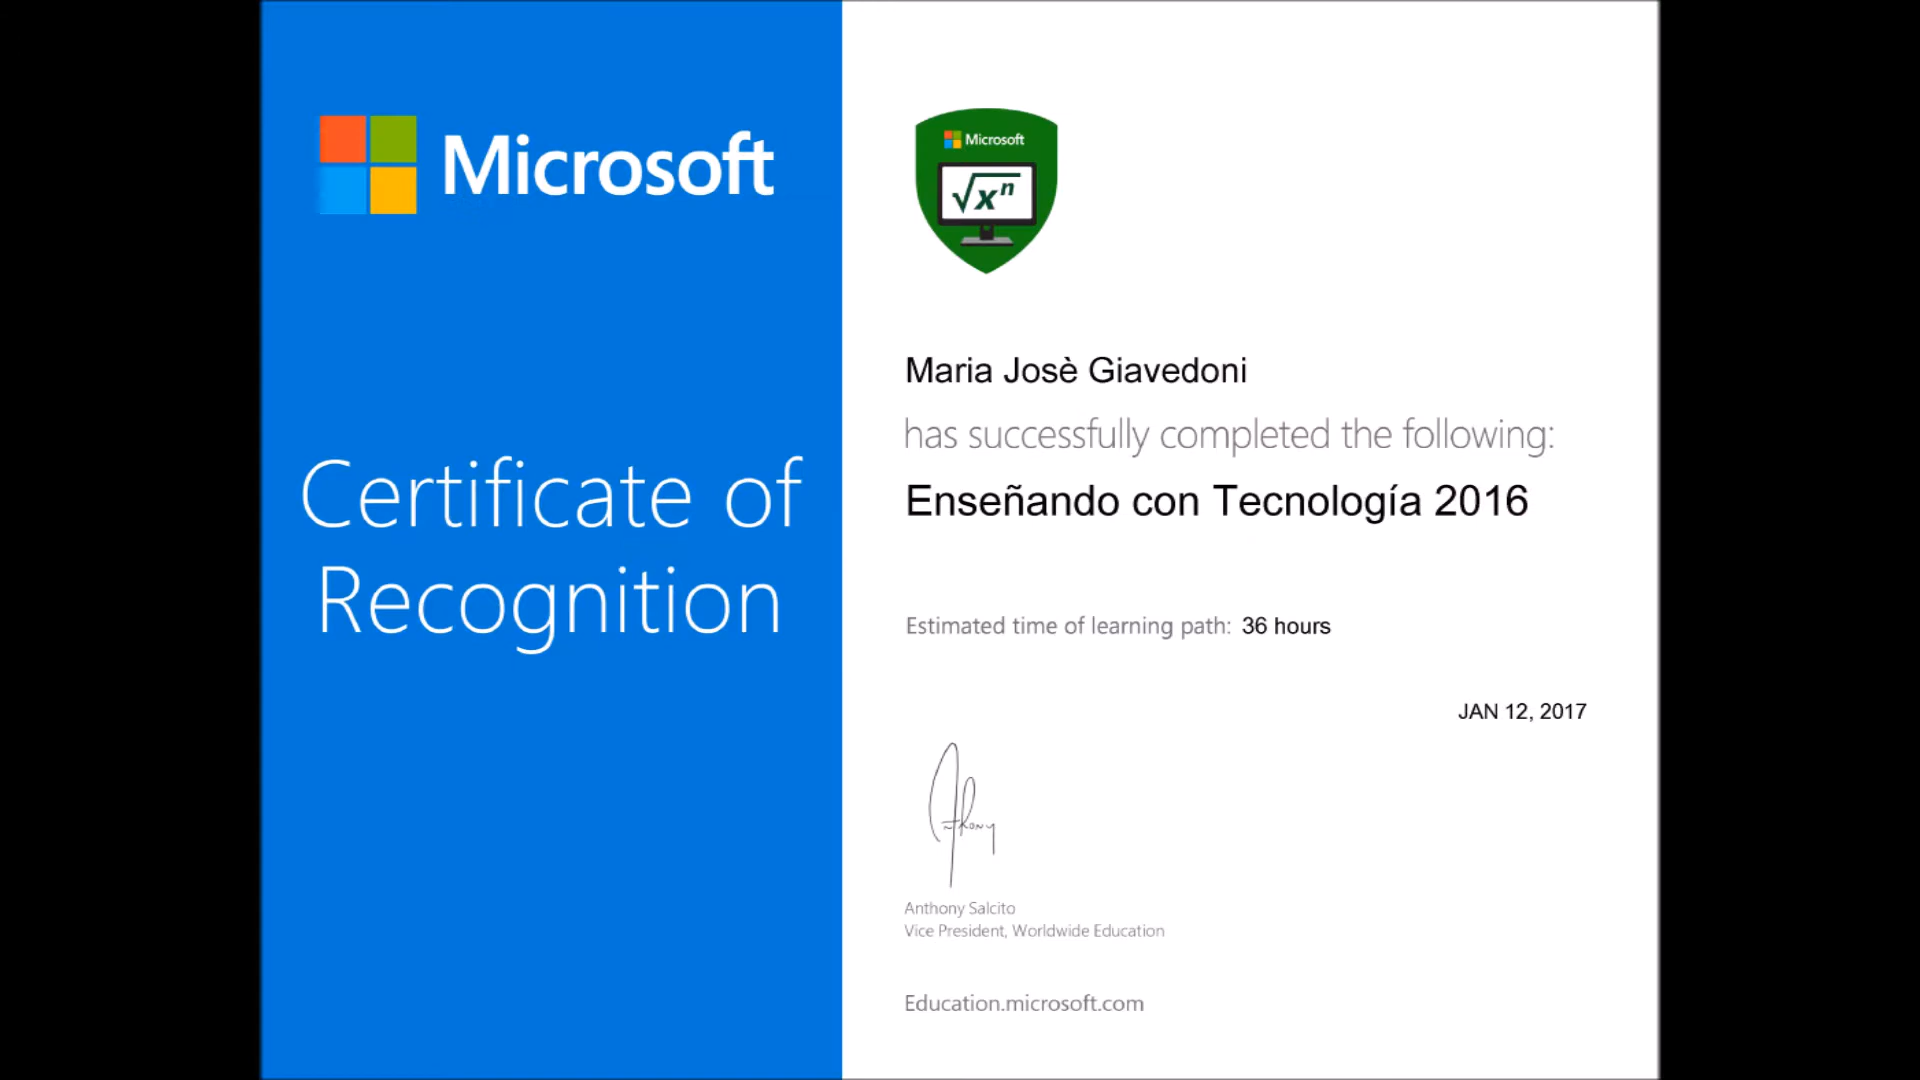 Microsoft
Certificate of
Recognition
Microsoft
√xⁿ
Maria Josè Giavedoni
has successfully completed the following:
Enseñando con Tecnología 2016
Estimated time of learning path: 36 hours
JAN 12, 2017
Anthony
Anthony Salcito
Vice President, Worldwide Education
Education.microsoft.com